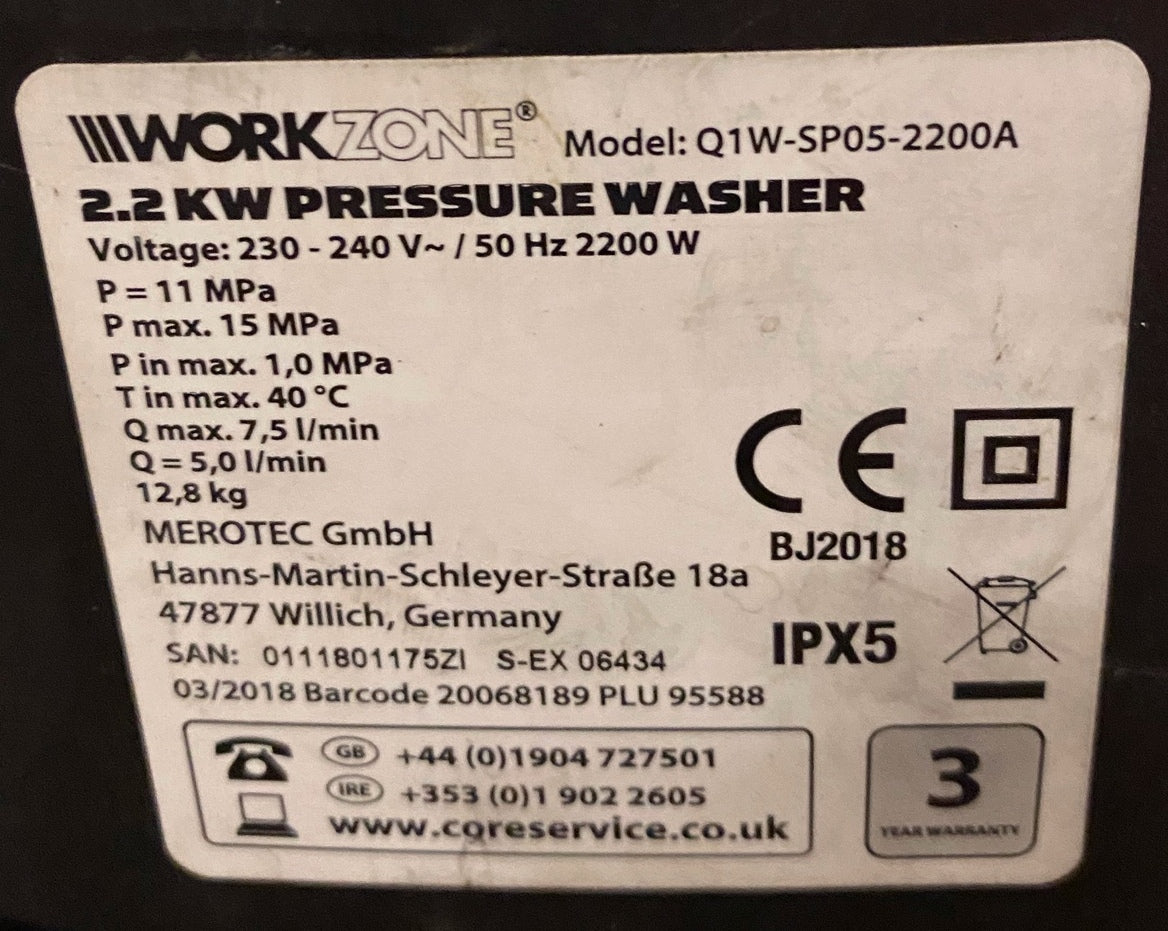 WORKZONE® Model: Q1W-SP05-2200A
2.2 KW PRESSURE WASHER
Voltage: 230 - 240 V~ / 50 Hz 2200 W
P = 11 MPa
P max. 15 MPa
P in max. 1,0 MPa
T in max. 40 °C
Q max. 7,5 l/min
Q = 5,0 l/min
12,8 kg
CE
MEROTEC GmbH
BJ2018
Hanns-Martin-Schleyer-Straße 18a
47877 Willich, Germany
IPX5
SAN: 0111801175ZI S-EX 06434
03/2018 Barcode 20068189 PLU 95588
GB +44 (0)1904 727501
IRE +353 (0)1 902 2605
www.cqreservice.co.uk
3
YEAR WARRANTY